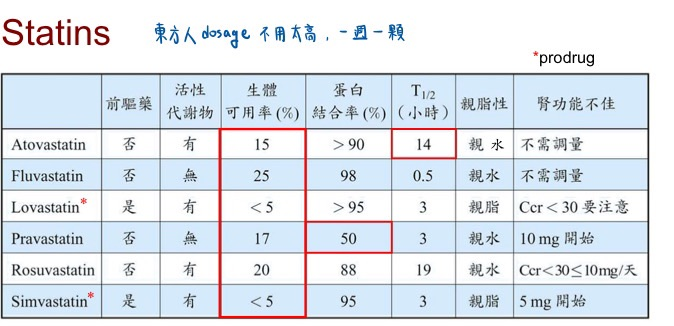 Statins 東方人 dosage 不用太高，一週一顆
*prodrug
前驅藥 活性代謝物 生體可用率(%) 蛋白結合率(%) T1/2（小時） 親脂性 腎功能不佳
Atovastatin 否 有 15 >90 14 親水 不需調量
Fluvastatin 否 無 25 98 0.5 親水 不需調量
Lovastatin* 是 有 <5 >95 3 親脂 Ccr<30要注意
Pravastatin 否 無 17 50 3 親水 10 mg 開始
Rosuvastatin 否 有 20 88 19 親水 Ccr<30≤10mg/天
Simvastatin* 是 有 <5 95 3 親脂 5 mg 開始